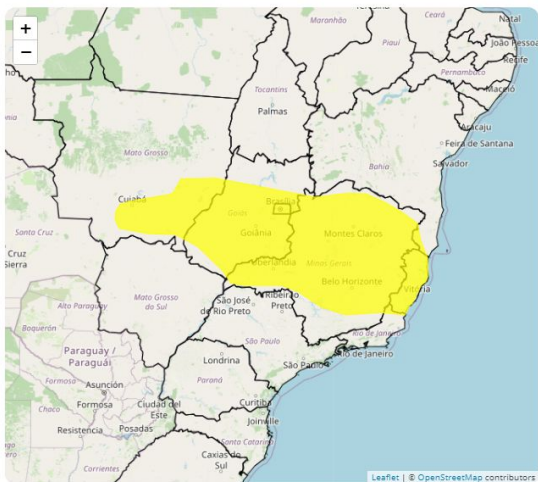 +
−
Maranhão
Ceará
Natal
João Pessoa
Piauí
Recife
Pernambuco
Maceió
Tocantins
Palmas
Aracaju
Feira de Santana
Mato Grosso
Bahia
Salvador
Cuiabá
Brasília
Goiás
Goiânia
Montes Claros
Santa Cruz
Cruz
Sierra
Uberlândia
Minas Gerais
Belo Horizonte
Vitória
Mato Grosso
do Sul
São José
do Rio Preto
Ribeirão
Preto
Alto Paraguay
Boquerón
São Paulo
Rio de Janeiro
Paraguay /
Paraguái
Londrina
São Paulo
Rio de Janeiro
Formosa
Asunción
Paraná
Chaco
Formosa
Ciudad del
Este
Curitiba
Joinville
Resistencia
Posadas
Santa Catarina
Corrientes
Caxias do
Sul
Leaflet | © OpenStreetMap contributors